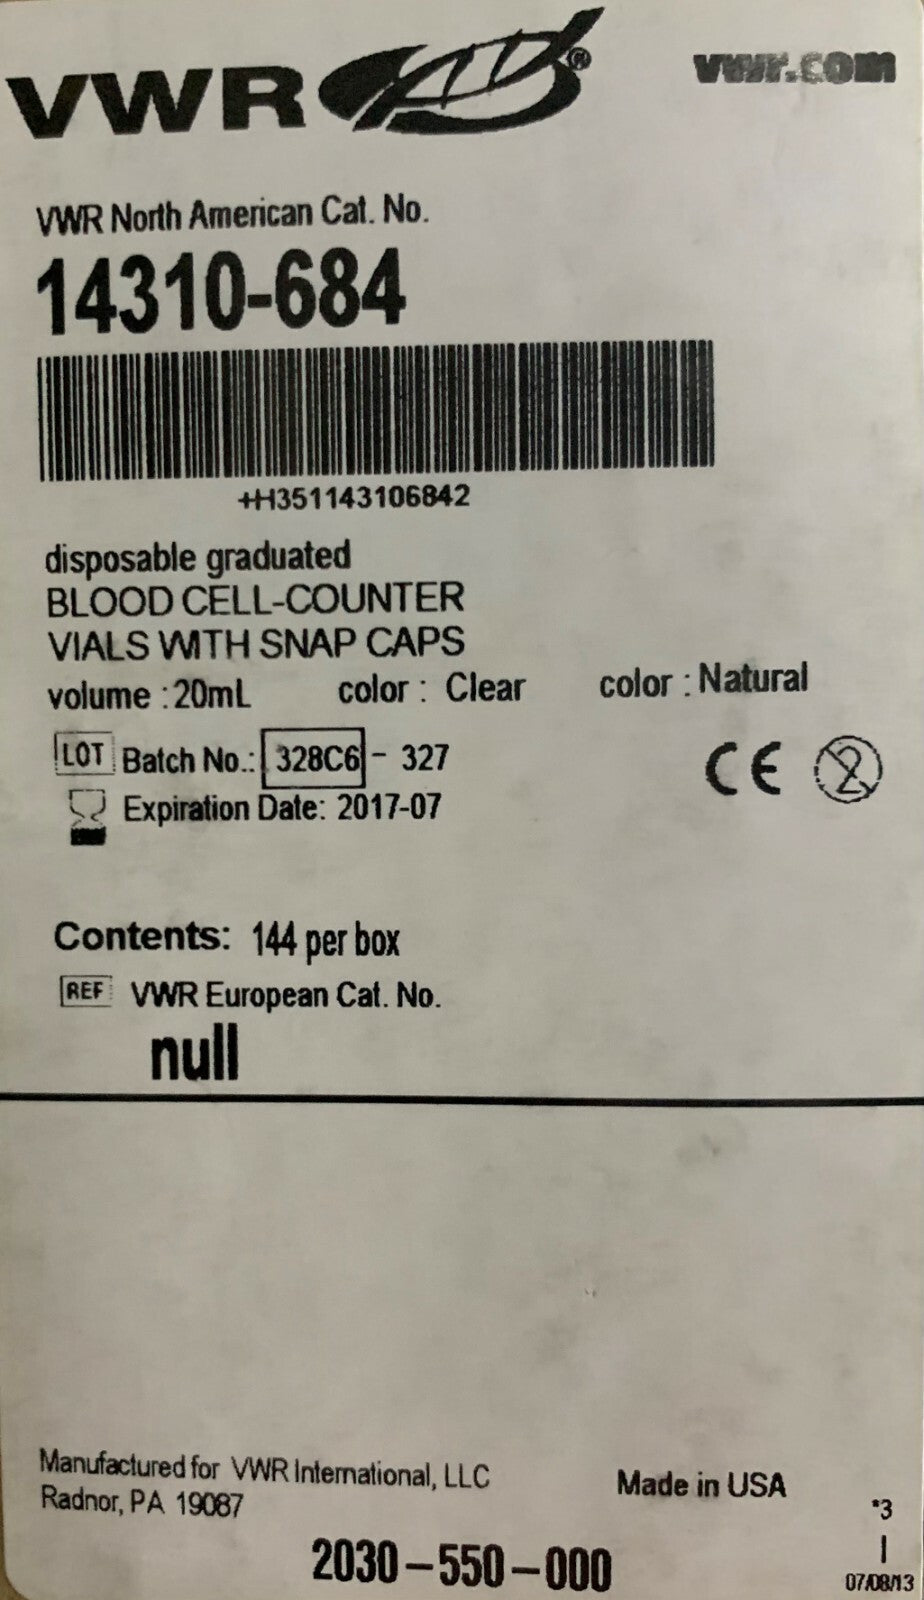 VWR®
vwr.com
VWR North American Cat. No.
14310-684
+H351143106842
disposable graduated
BLOOD CELL-COUNTER
VIALS WITH SNAP CAPS
volume :20mL color : Clear color : Natural
LOT Batch No.: 328C6 - 327
CE 2
Expiration Date: 2017-07
Contents: 144 per box
REF VWR European Cat. No.
null
Manufactured for VWR International, LLC
Radnor, PA 19087
Made in USA
*3
2030-550-000
07/08/13